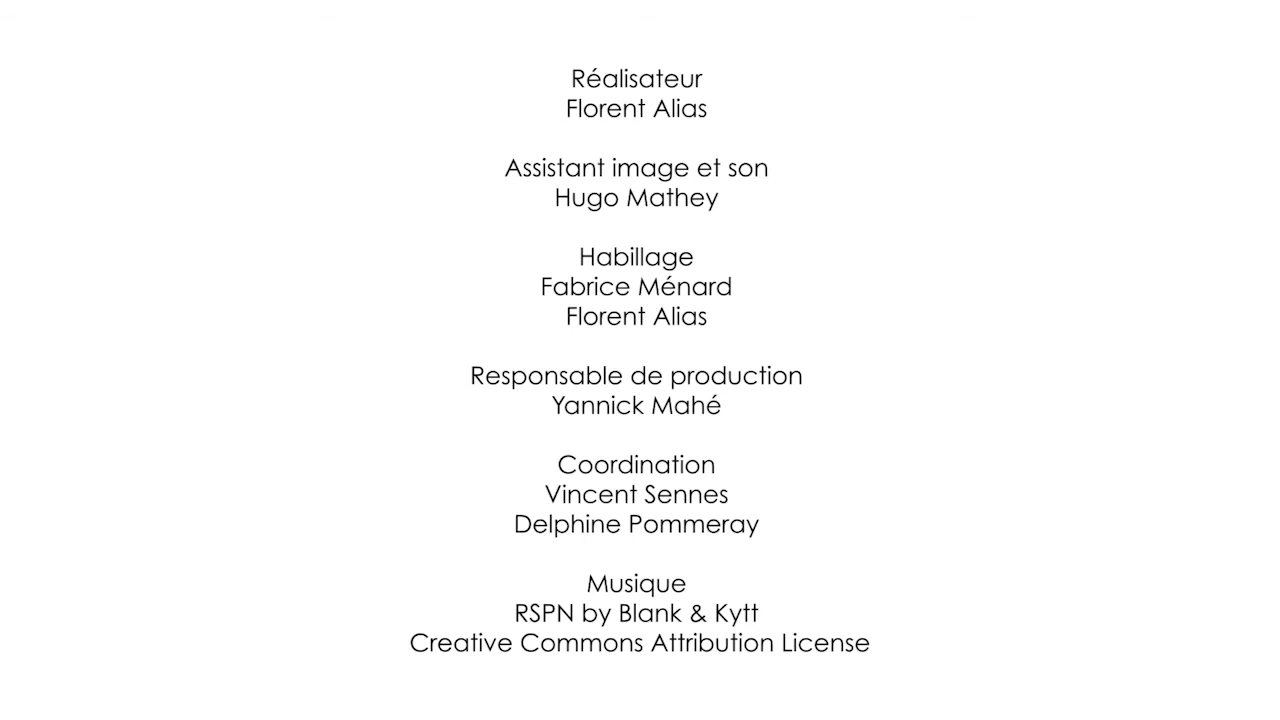 Réalisateur
Florent Alias
Assistant image et son
Hugo Mathey
Habillage
Fabrice Ménard
Florent Alias
Responsable de production
Yannick Mahé
Coordination
Vincent Sennes
Delphine Pommeray
Musique
RSPN by Blank & Kytt
Creative Commons Attribution License